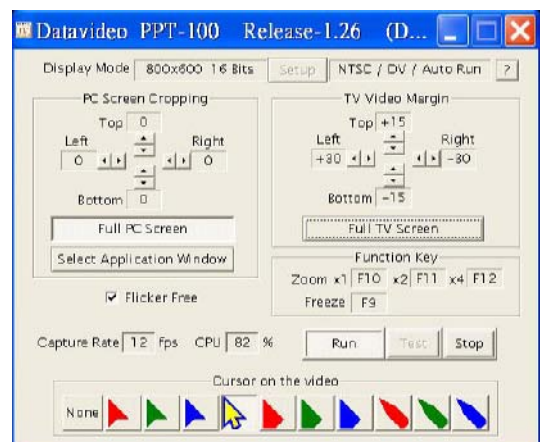 Datavideo PPT-100 Release-1.26 (D...
Display Mode 800x600 16 Bits Setup NTSC / DV / Auto Run ?
PC Screen Cropping
Top 0
Left Right
0 0
Bottom 0
Full PC Screen
Select Application Window
Flicker Free
TV Video Margin
Top +15
Left Right
+30 -30
Bottom -15
Full TV Screen
Function Key
Zoom x1 F10 x2 F11 x4 F12
Freeze F9
Capture Rate 12 fps CPU 82 % Run Test Stop
Cursor on the video
None